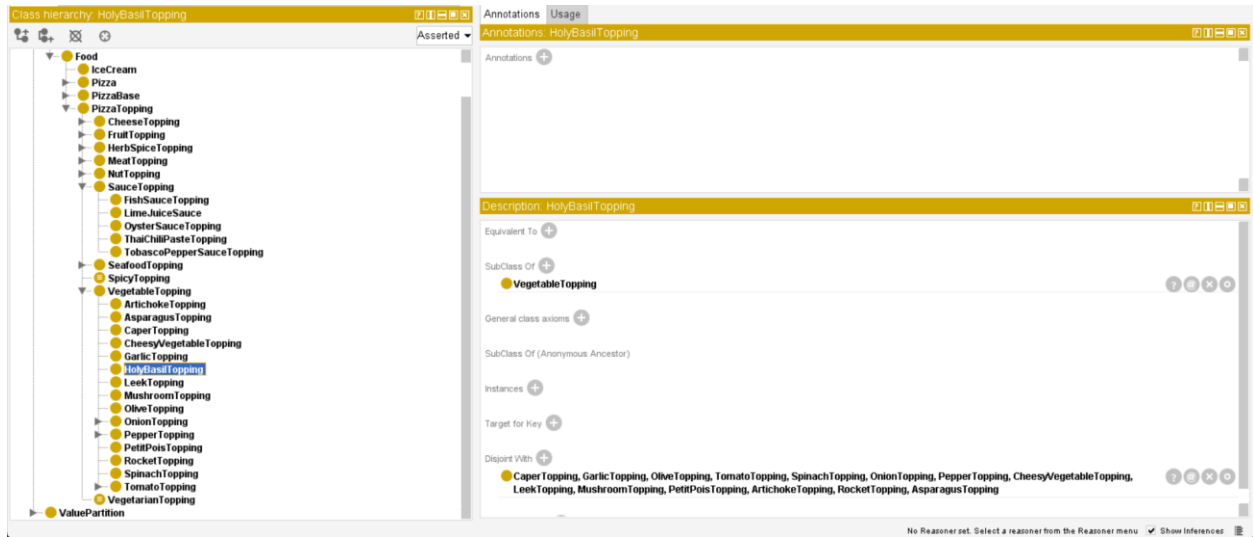 Class hierarchy: HolyBasilTopping
Asserted
Food
IceCream
Pizza
PizzaBase
PizzaTopping
CheeseTopping
FruitTopping
HerbSpiceTopping
MeatTopping
NutTopping
SauceTopping
FishSauceTopping
LimeJuiceSauce
OysterSauceTopping
ThaiChiliPasteTopping
TobascoPepperSauceTopping
SeafoodTopping
SpicyTopping
VegetableTopping
ArtichokeTopping
AsparagusTopping
CaperTopping
CheesyVegetableTopping
GarlicTopping
HolyBasilTopping
LeekTopping
MushroomTopping
OliveTopping
OnionTopping
PepperTopping
PetitPoisTopping
RocketTopping
SpinachTopping
TomatoTopping
VegetarianTopping
ValuePartition
Annotations Usage
Annotations: HolyBasilTopping
Annotations
Description: HolyBasilTopping
Equivalent To
SubClass Of
VegetableTopping
General class axioms
SubClass Of (Anonymous Ancestor)
Instances
Target for Key
Disjoint With
CaperTopping, GarlicTopping, OliveTopping, TomatoTopping, SpinachTopping, OnionTopping, PepperTopping, CheesyVegetableTopping,
LeekTopping, MushroomTopping, PetitPoisTopping, ArtichokeTopping, RocketTopping, AsparagusTopping
No Reasoner set. Select a reasoner from the Reasoner menu Show Inferences